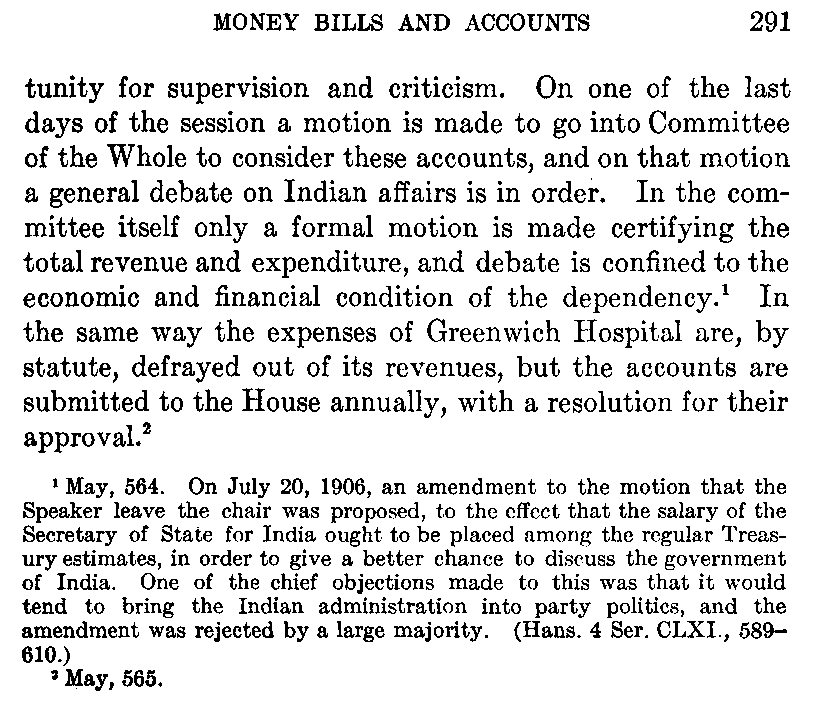 MONEY BILLS AND ACCOUNTS 291
tunity for supervision and criticism. On one of the last
days of the session a motion is made to go into Committee
of the Whole to consider these accounts, and on that motion
a general debate on Indian affairs is in order. In the com-
mittee itself only a formal motion is made certifying the
total revenue and expenditure, and debate is confined to the
economic and financial condition of the dependency.¹ In
the same way the expenses of Greenwich Hospital are, by
statute, defrayed out of its revenues, but the accounts are
submitted to the House annually, with a resolution for their
approval.²
¹ May, 564. On July 20, 1906, an amendment to the motion that the
Speaker leave the chair was proposed, to the effect that the salary of the
Secretary of State for India ought to be placed among the regular Treas-
ury estimates, in order to give a better chance to discuss the government
of India. One of the chief objections made to this was that it would
tend to bring the Indian administration into party politics, and the
amendment was rejected by a large majority. (Hans. 4 Ser. CLXI., 589–
610.)
² May, 565.